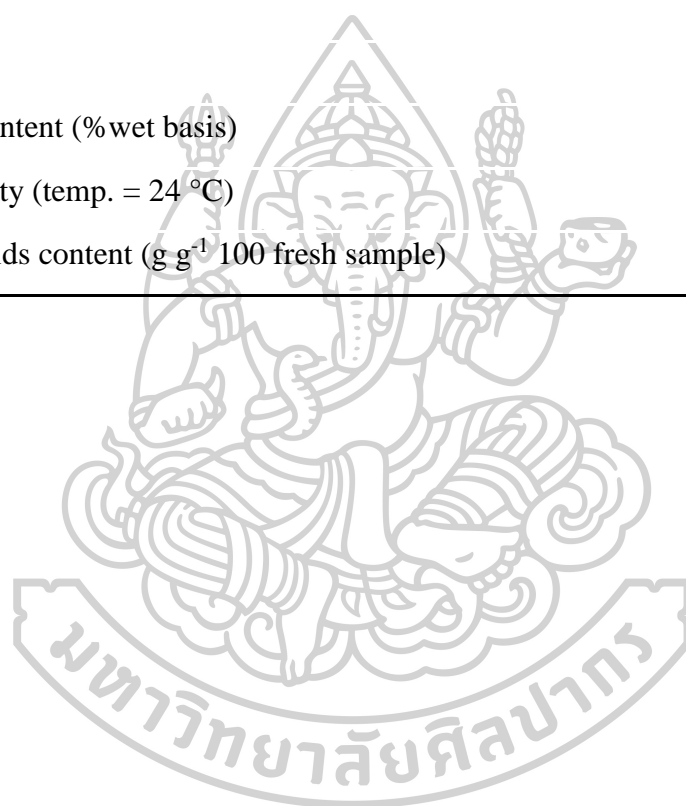 ntent (%wet basis)
ty (temp. = 24 °C)
ds content (g g⁻¹ 100 fresh sample)
มหาวิทยาลัยศิลปากร